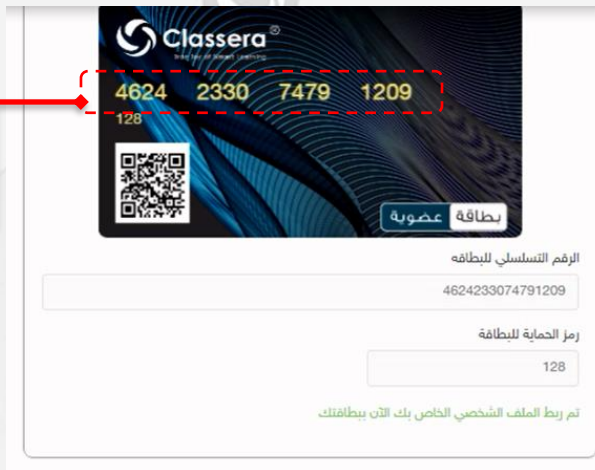 Classera®
4624 2330 7479 1209
128
بطاقة عضوية
الرقم التسلسلي للبطاقه
4624233074791209
رمز الحماية للبطاقة
128
تم ربط الملف الشخصي الخاص بك الآن ببطاقتك